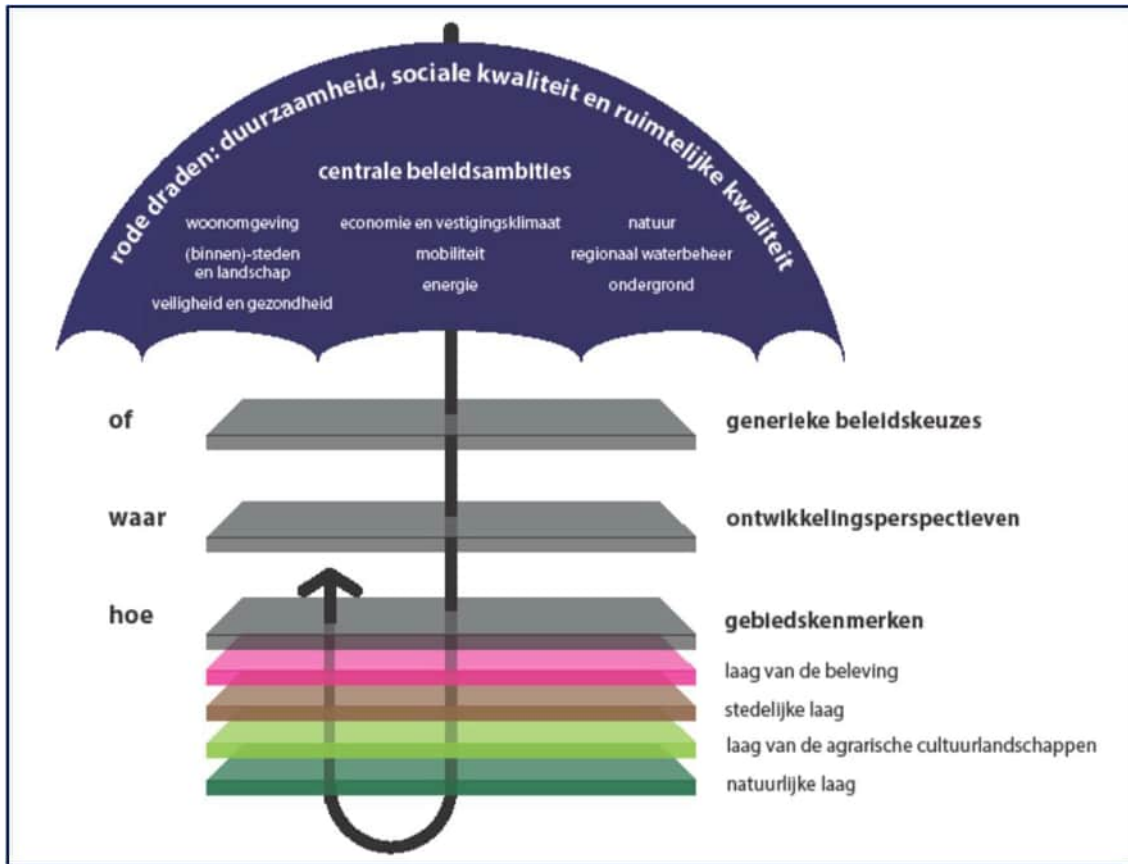 rode draden: duurzaamheid, sociale kwaliteit en ruimtelijke kwaliteit
centrale beleidsambities
woonomgeving
(binnen)-steden
en landschap
veiligheid en gezondheid
economie en vestigingsklimaat
mobiliteit
energie
natuur
regionaal waterbeheer
ondergrond
of
generieke beleidskeuzes
waar
ontwikkelingsperspectieven
hoe
gebiedskenmerken
laag van de beleving
stedelijke laag
laag van de agrarische cultuurlandschappen
natuurlijke laag